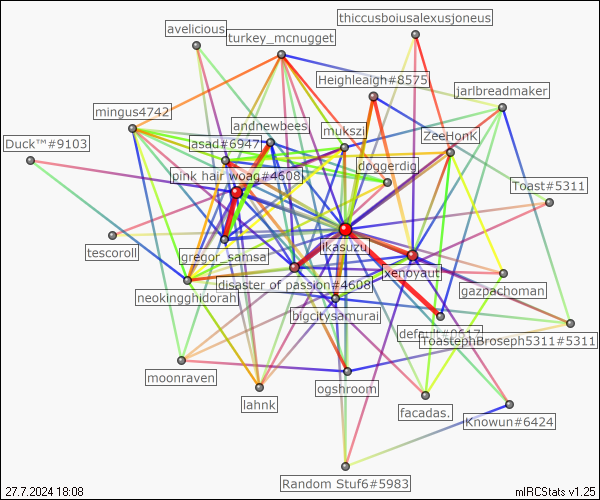 thiccusboiusalexusjoneus
avelicious
turkey_mcnugget
Heighleaigh#8575
jarlbreadmaker
mingus4742
andnewbees
mukszi
ZeeHonK
Duck™#9103
asad#6947
doggerdig
pink hair woag#4608
Toast#5311
tescoroll
gregor_samsa
ikasuzu
xenoyaut
disaster of passion#4608
gazpachoman
neokingghidorah
bigcitysamurai
default#0617
ToastephBroseph5311#5311
moonraven
ogshroom
lahnk
facadas.
Knowun#6424
Random Stuf6#5983
27.7.2024 18:08
mIRCStats v1.25